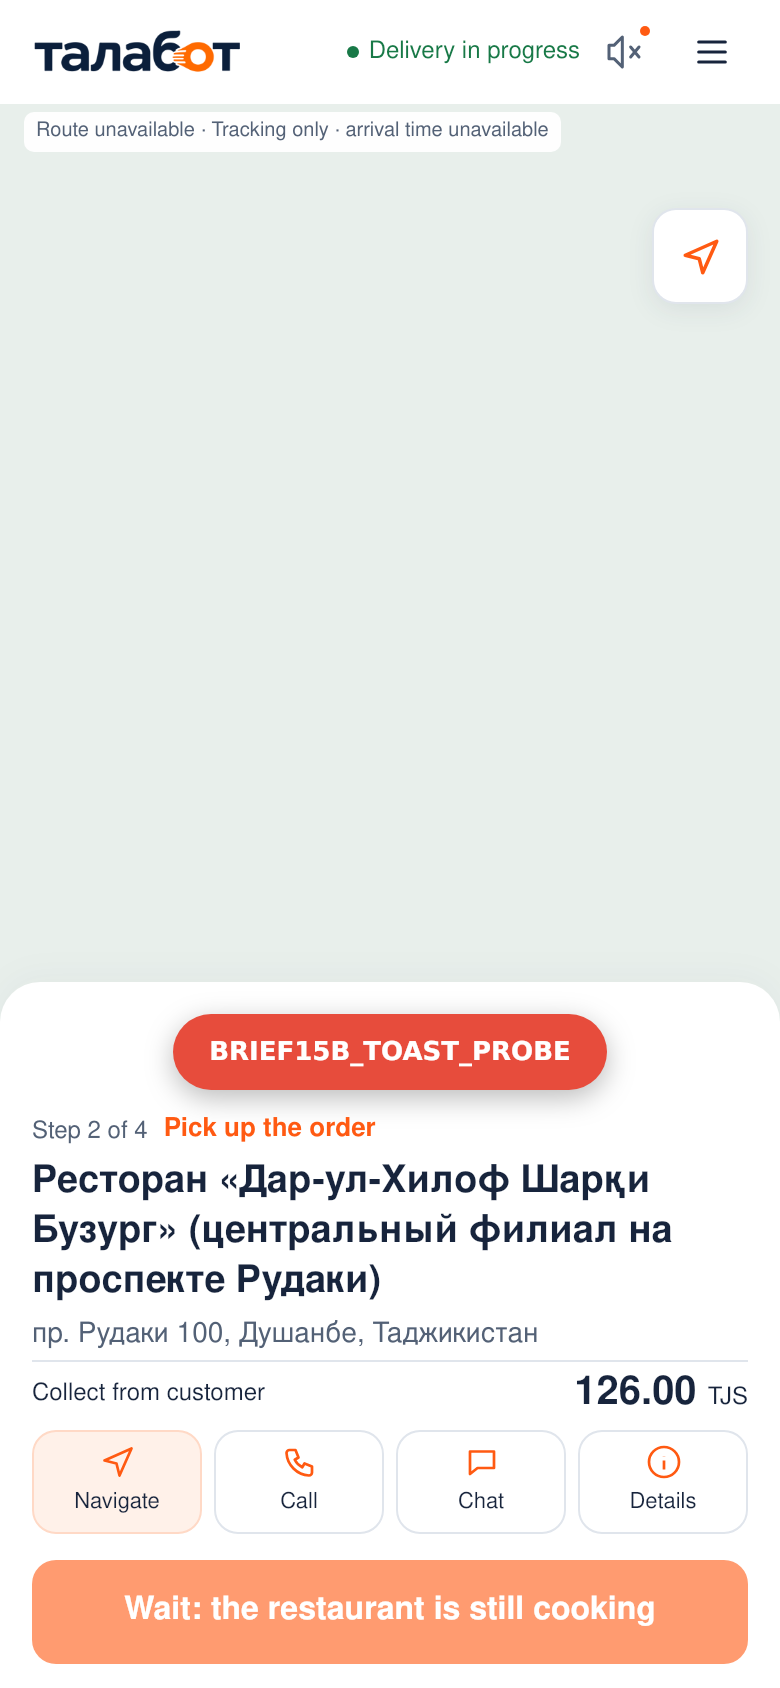 талабот
Delivery in progress
Route unavailable · Tracking only · arrival time unavailable
BRIEF15B_TOAST_PROBE
Step 2 of 4 Pick up the order
Ресторан «Дар-ул-Хилоф Шарқи
Бузург» (центральный филиал на
проспекте Рудаки)
пр. Рудаки 100, Душанбе, Таджикистан
Collect from customer 126.00 TJS
Navigate Call Chat Details
Wait: the restaurant is still cooking